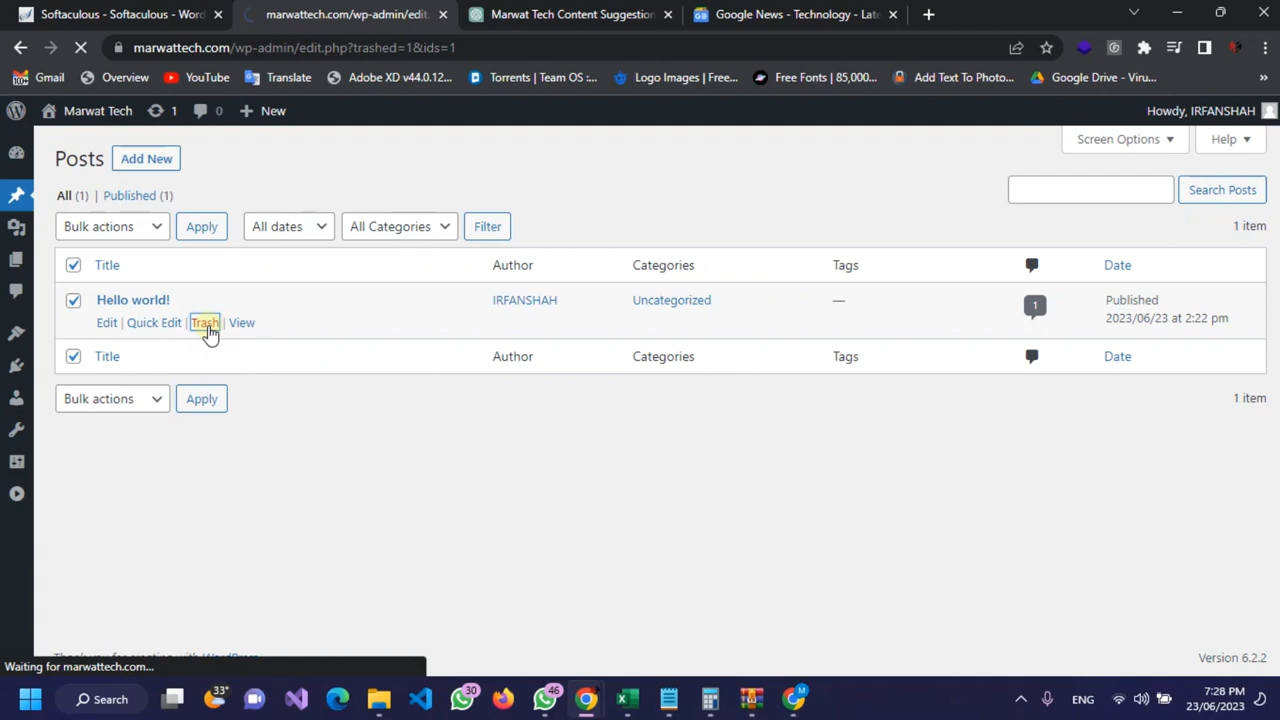 Softaculous - Softaculous - Word
marwattech.com/wp-admin/edit.
Marwat Tech Content Suggestion
Google News - Technology - Late
marwattech.com/wp-admin/edit.php?trashed=1&ids=1
Gmail
Overview
YouTube
Translate
Adobe XD v44.0.12...
Torrents | Team OS :...
Logo Images | Free...
Free Fonts | 85,000...
Add Text To Photo...
Google Drive - Viru...
»
Marwat Tech
1
0
New
Howdy, IRFANSHAH
Posts
Add New
Screen Options
Help
All (1) | Published (1)
Search Posts
Bulk actions
Apply
All dates
All Categories
Filter
1 item
Title
Author
Categories
Tags
Date
Hello world!
IRFANSHAH
Uncategorized
—
1
Published
2023/06/23 at 2:22 pm
Edit | Quick Edit | Trash | View
Title
Author
Categories
Tags
Date
Bulk actions
Apply
1 item
Version 6.2.2
Waiting for marwattech.com...
Search
33°
30
46
M
ENG
7:28 PM
23/06/2023